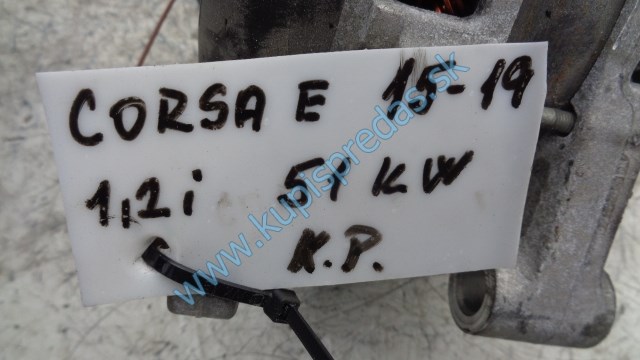 CORSA E 15-19
1,2i 51 KW
K.P.
www.kupispredas.sk